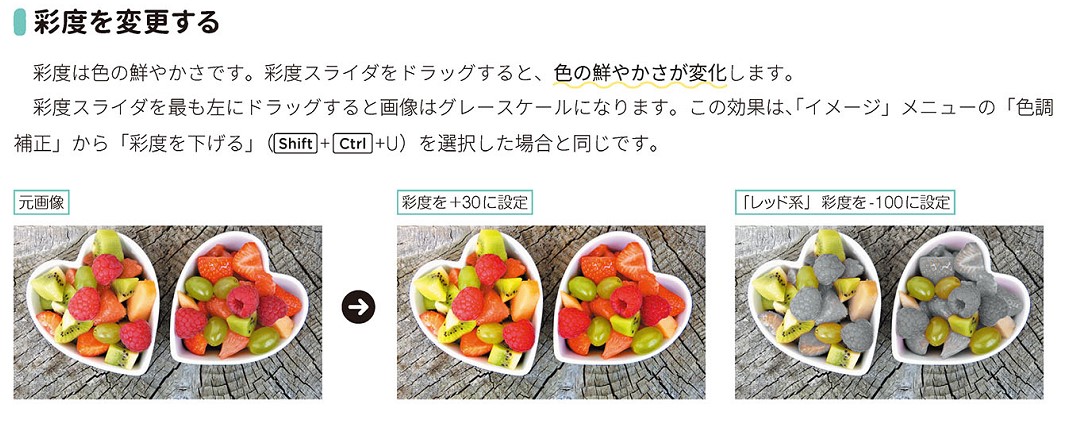 彩度を変更する
彩度は色の鮮やかさです。彩度スライダをドラッグすると、色の鮮やかさが変化します。
彩度スライダを最も左にドラッグすると画像はグレースケールになります。この効果は、「イメージ」メニューの「色調
補正」から「彩度を下げる」(Shift+Ctrl+U)を選択した場合と同じです。
元画像
彩度を+30に設定
「レッド系」彩度を-100に設定